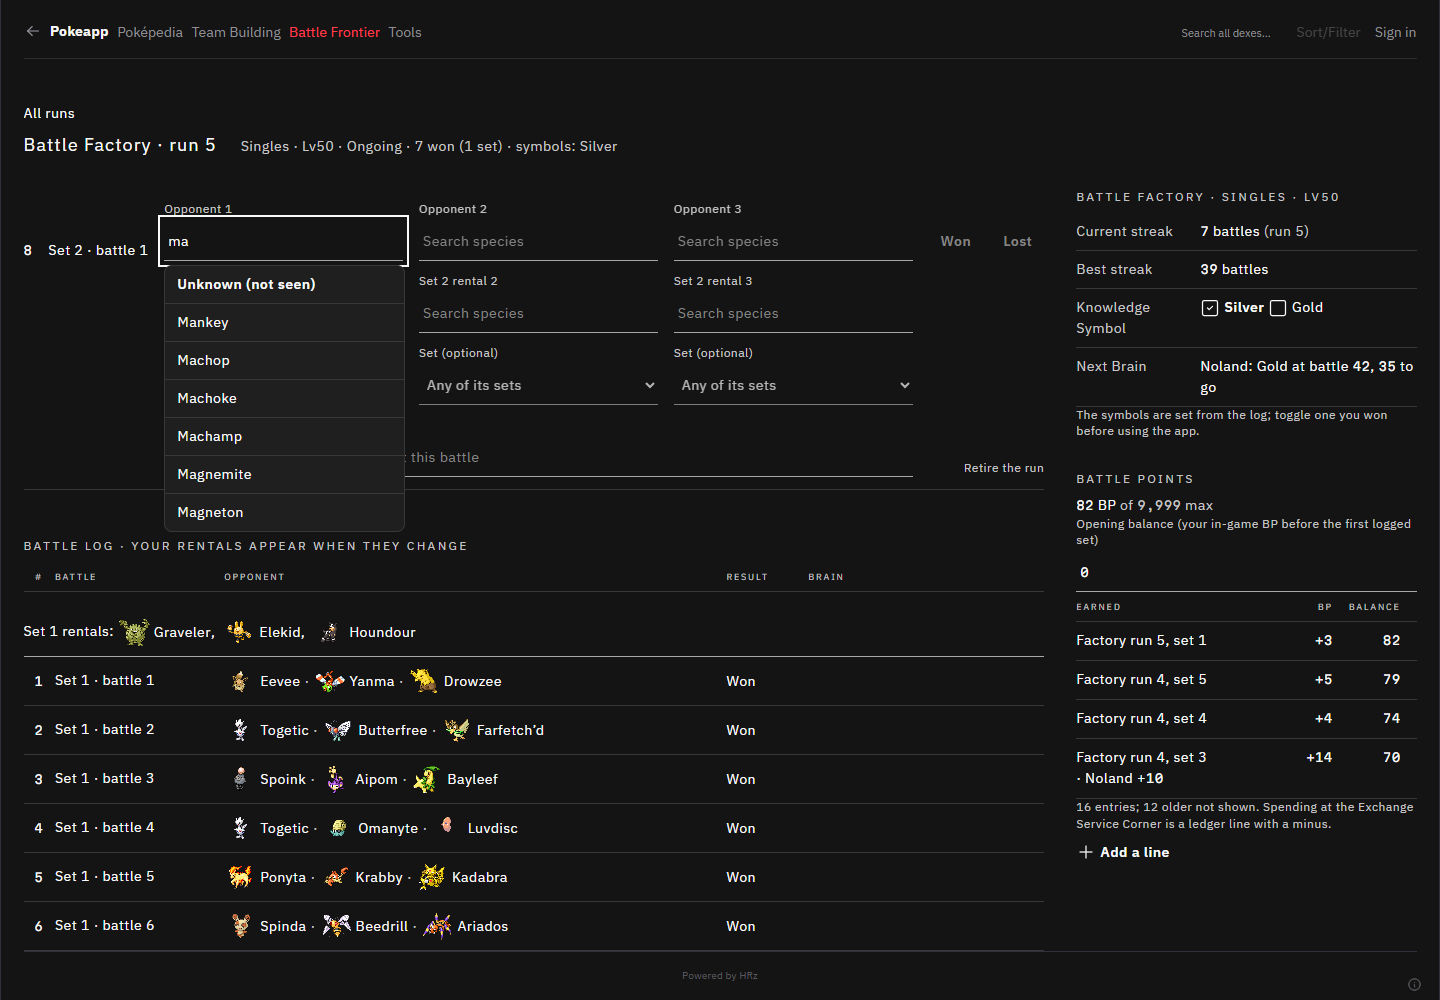 Pokeapp Poképedia Team Building Battle Frontier Tools Search all dexes... Sort/Filter Sign in
All runs
Battle Factory · run 5 Singles · Lv50 · Ongoing · 7 won (1 set) · symbols: Silver
Opponent 1 Opponent 2 Opponent 3
8 Set 2 · battle 1 ma Search species Search species Won Lost
Unknown (not seen)
Mankey
Machop
Machoke
Machamp
Magnemite
Magneton
Set 2 rental 2 Set 2 rental 3
Search species Search species
Set (optional) Set (optional)
Any of its sets Any of its sets
this battle
Retire the run
BATTLE LOG · YOUR RENTALS APPEAR WHEN THEY CHANGE
# BATTLE OPPONENT RESULT BRAIN
Set 1 rentals: Graveler, Elekid, Houndour
1 Set 1 · battle 1 Eevee · Yanma · Drowzee Won
2 Set 1 · battle 2 Togetic · Butterfree · Farfetch’d Won
3 Set 1 · battle 3 Spoink · Aipom · Bayleef Won
4 Set 1 · battle 4 Togetic · Omanyte · Luvdisc Won
5 Set 1 · battle 5 Ponyta · Krabby · Kadabra Won
6 Set 1 · battle 6 Spinda · Beedrill · Ariados Won
BATTLE FACTORY · SINGLES · LV50
Current streak 7 battles (run 5)
Best streak 39 battles
Knowledge Silver Gold
Symbol
Next Brain Noland: Gold at battle 42, 35 to
go
The symbols are set from the log; toggle one you won
before using the app.
BATTLE POINTS
82 BP of 9,999 max
Opening balance (your in-game BP before the first logged
set)
0
EARNED BP BALANCE
Factory run 5, set 1 +3 82
Factory run 4, set 5 +5 79
Factory run 4, set 4 +4 74
Factory run 4, set 3 +14 70
· Noland +10
16 entries; 12 older not shown. Spending at the Exchange
Service Corner is a ledger line with a minus.
Add a line
Powered by HRz